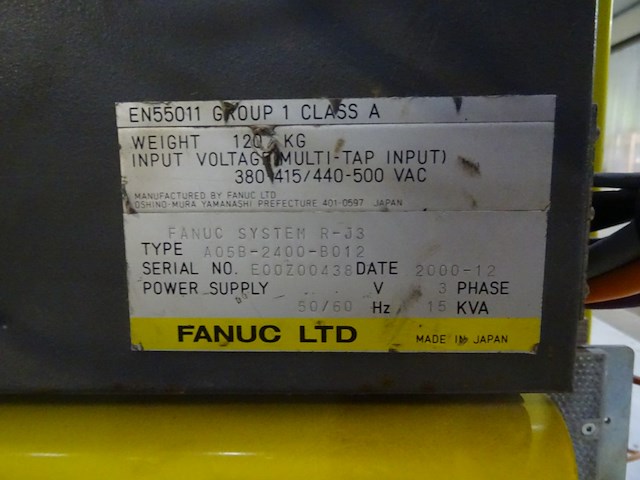 EN55011 GROUP 1 CLASS A
WEIGHT 120 KG
INPUT VOLTAGE(MULTI-TAP INPUT)
380-415/440-500 VAC
MANUFACTURED BY FANUC LTD
OSHINO-MURA YAMANASHI PREFECTURE 401-0597 JAPAN
FANUC SYSTEM R-J3
TYPE A05B-2400-B012
SERIAL NO. E00Z00438 DATE 2000-12
POWER SUPPLY V 3 PHASE
50/60 Hz 15 KVA
FANUC LTD MADE IN JAPAN